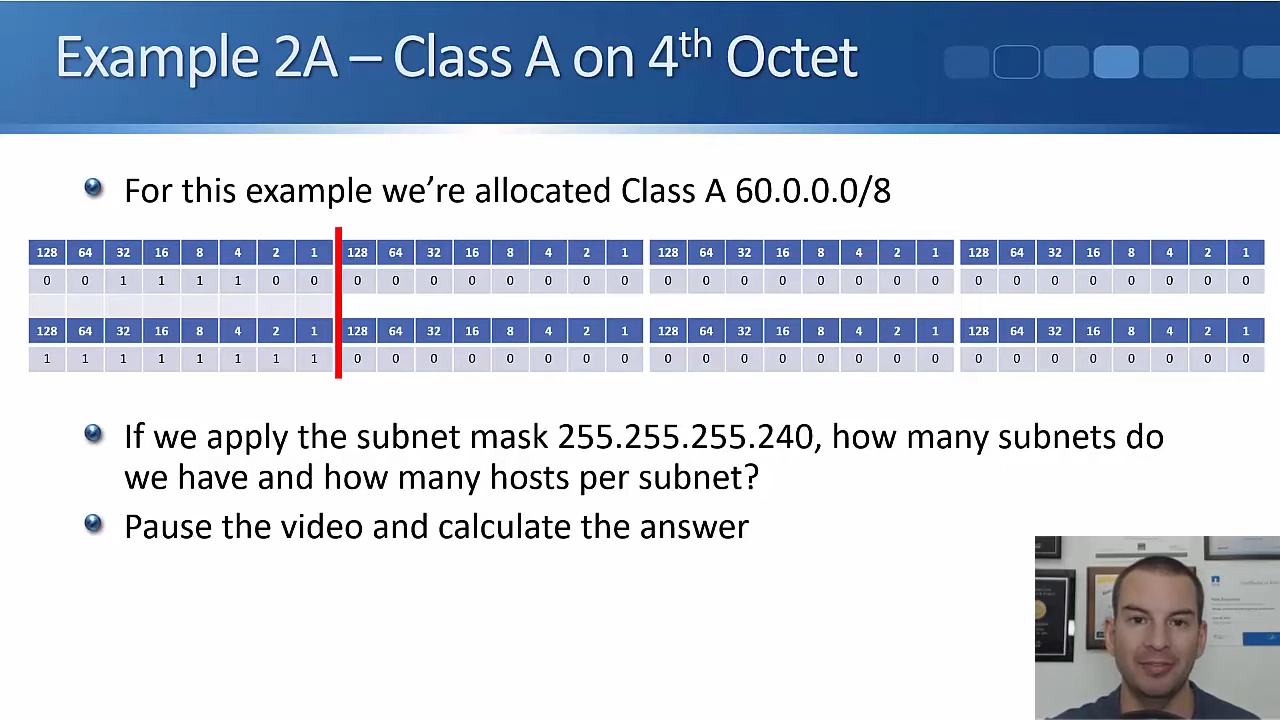 Example 2A – Class A on 4th Octet
For this example we’re allocated Class A 60.0.0.0/8
128 64 32 16 8 4 2 1 128 64 32 16 8 4 2 1 128 64 32 16 8 4 2 1 128 64 32 16 8 4 2 1
0 0 1 1 1 1 0 0 0 0 0 0 0 0 0 0 0 0 0 0 0 0 0 0 0 0 0 0 0 0 0 0
128 64 32 16 8 4 2 1 128 64 32 16 8 4 2 1 128 64 32 16 8 4 2 1 128 64 32 16 8 4 2 1
1 1 1 1 1 1 1 1 0 0 0 0 0 0 0 0 0 0 0 0 0 0 0 0 0 0 0 0 0 0 0 0
If we apply the subnet mask 255.255.255.240, how many subnets do
we have and how many hosts per subnet?
Pause the video and calculate the answer